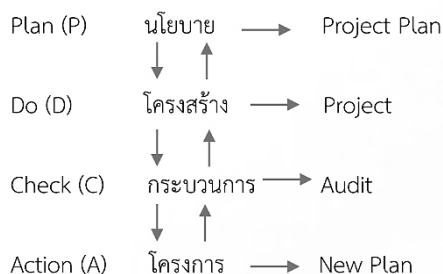 Plan (P) นโยบาย Project Plan
Do (D) โครงสร้าง Project
Check (C) กระบวนการ Audit
Action (A) โครงการ New Plan